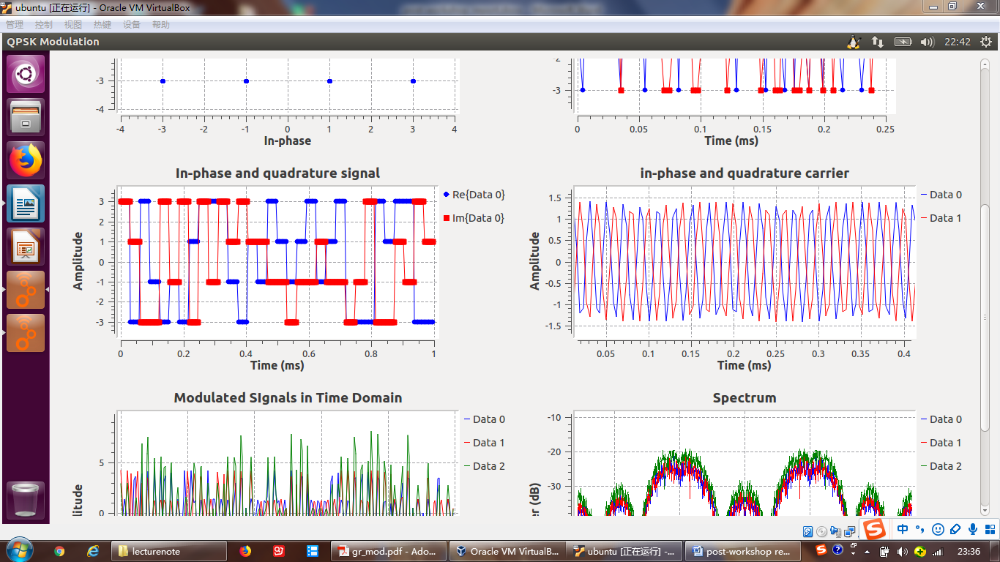 ubuntu [正在运行] - Oracle VM VirtualBox
管理 控制 视图 热键 设备 帮助
QPSK Modulation
22:42
-3
-4
-4 -3 -2 -1 0 1 2 3 4
In-phase
-2
-3
0 0.05 0.1 0.15 0.2 0.25
Time (ms)
In-phase and quadrature signal
3
2
1
0
-1
-2
-3
Amplitude
Re{Data 0}
Im{Data 0}
0 0.2 0.4 0.6 0.8 1
Time (ms)
in-phase and quadrature carrier
1.5
1
0.5
0
-0.5
-1
-1.5
Amplitude
Data 0
Data 1
0.05 0.1 0.15 0.2 0.25 0.3 0.35 0.4
Time (ms)
Modulated SIgnals in Time Domain
5
0
litude
Data 0
Data 1
Data 2
Spectrum
-10
-20
-30
er (dB)
Data 0
Data 1
Data 2
中
lecturenote
gr_mod.pdf - Ado...
Oracle VM VirtualB...
ubuntu [正在运行] -...
post-workshop re...
23:36